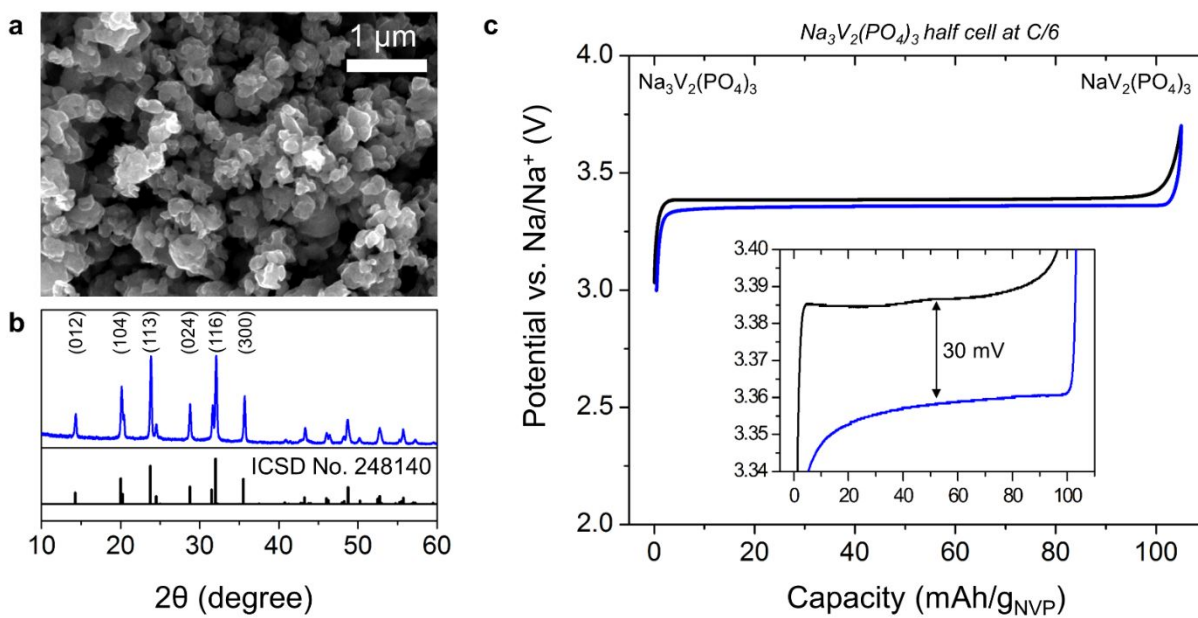 a
1 μm
b
(012)
(104)
(113)
(024)
(116)
(300)
ICSD No. 248140
10 20 30 40 50 60
2θ (degree)
c
Na₃V₂(PO₄)₃ half cell at C/6
Na₃V₂(PO₄)₃
NaV₂(PO₄)₃
Potential vs. Na/Na⁺ (V)
4.0
3.5
3.0
2.5
2.0
3.40
3.39
3.38
3.37
3.36
3.35
3.34
30 mV
0 20 40 60 80 100
0 20 40 60 80 100
Capacity (mAh/gNVP)